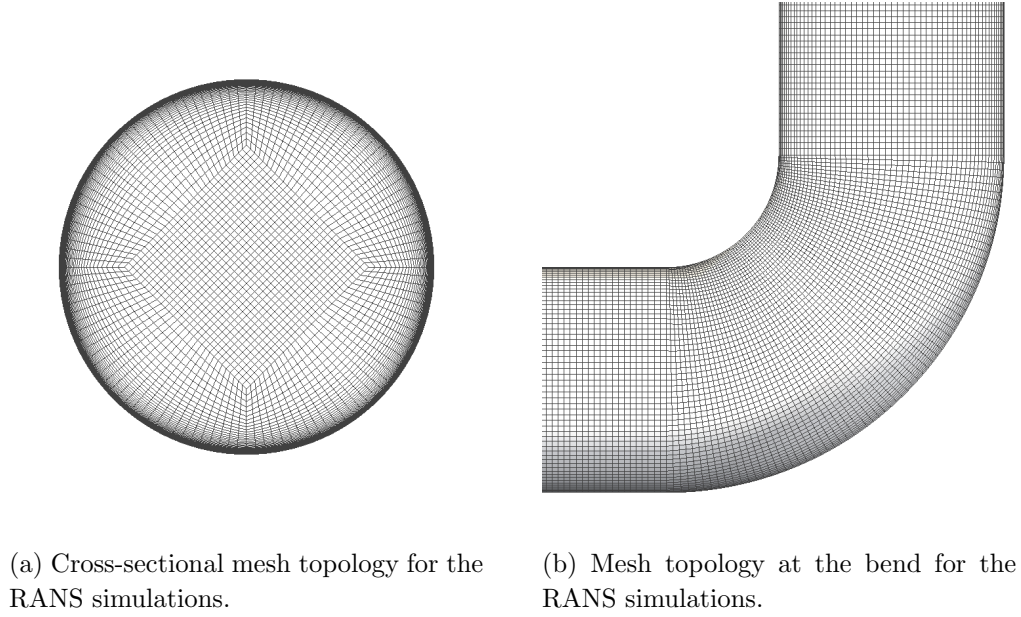 (a) Cross-sectional mesh topology for the
RANS simulations.
(b) Mesh topology at the bend for the
RANS simulations.